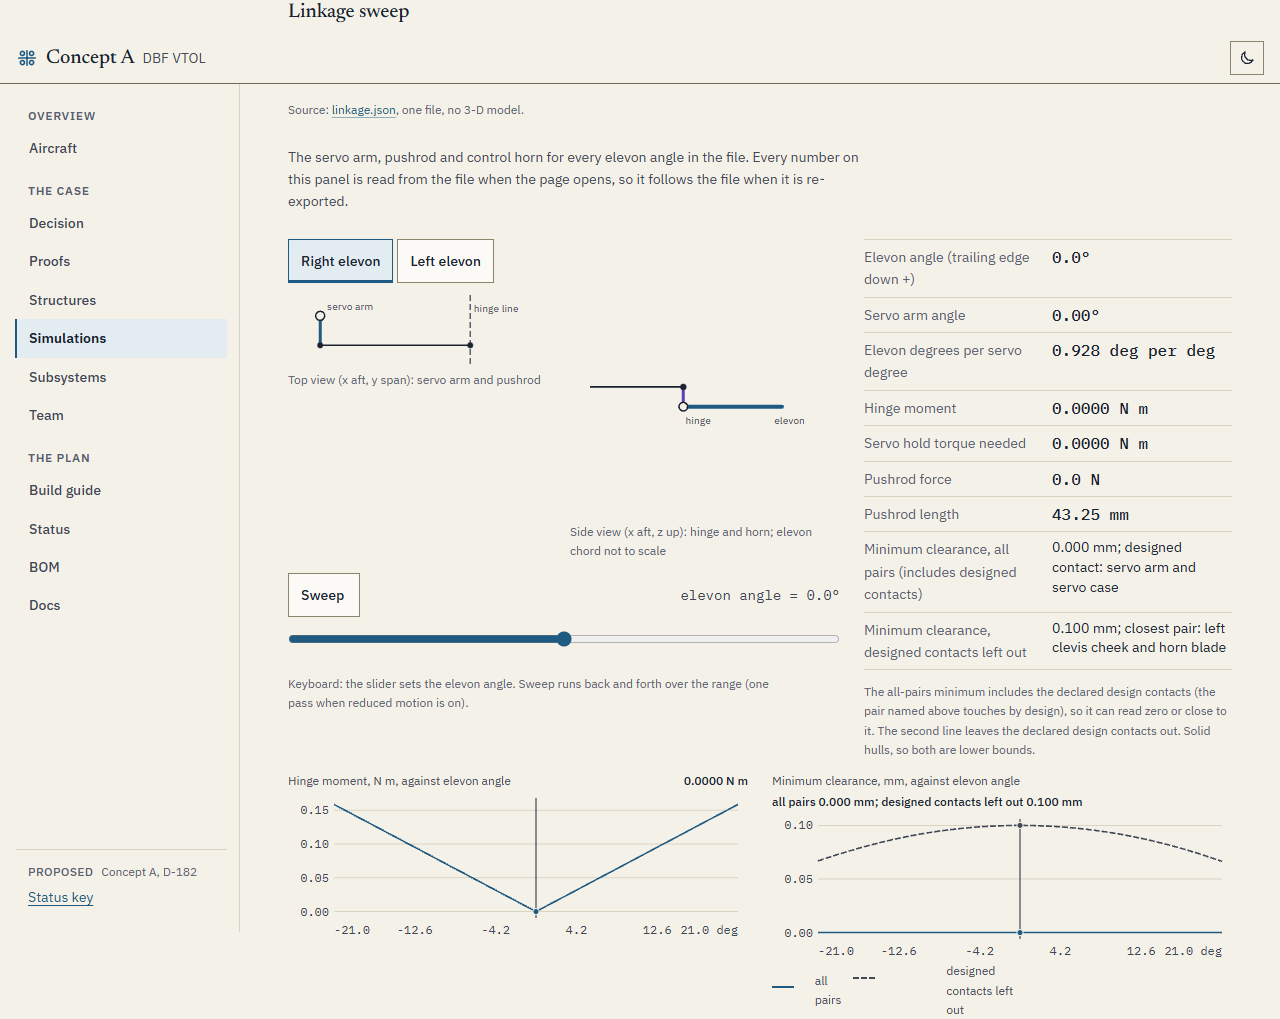 Linkage sweep
Concept A DBF VTOL
OVERVIEW
Aircraft
THE CASE
Decision
Proofs
Structures
Simulations
Subsystems
Team
THE PLAN
Build guide
Status
BOM
Docs
PROPOSED Concept A, D-182
Status key
Source: linkage.json, one file, no 3-D model.
The servo arm, pushrod and control horn for every elevon angle in the file. Every number on
this panel is read from the file when the page opens, so it follows the file when it is re-
exported.
Right elevon
Left elevon
servo arm
hinge line
Top view (x aft, y span): servo arm and pushrod
hinge
elevon
Side view (x aft, z up): hinge and horn; elevon
chord not to scale
Sweep
elevon angle = 0.0°
Keyboard: the slider sets the elevon angle. Sweep runs back and forth over the range (one
pass when reduced motion is on).
Elevon angle (trailing edge
down +)
0.0°
Servo arm angle
0.00°
Elevon degrees per servo
degree
0.928 deg per deg
Hinge moment
0.0000 N m
Servo hold torque needed
0.0000 N m
Pushrod force
0.0 N
Pushrod length
43.25 mm
Minimum clearance, all
pairs (includes designed
contacts)
0.000 mm; designed
contact: servo arm and
servo case
Minimum clearance,
designed contacts left out
0.100 mm; closest pair: left
clevis cheek and horn blade
The all-pairs minimum includes the declared design contacts (the
pair named above touches by design), so it can read zero or close to
it. The second line leaves the declared design contacts out. Solid
hulls, so both are lower bounds.
Hinge moment, N m, against elevon angle
0.0000 N m
0.15
0.10
0.05
0.00
-21.0 -12.6 -4.2 4.2 12.6 21.0 deg
Minimum clearance, mm, against elevon angle
all pairs 0.000 mm; designed contacts left out 0.100 mm
0.10
0.05
0.00
-21.0 -12.6 -4.2 4.2 12.6 21.0 deg
all
pairs
designed
contacts left
out